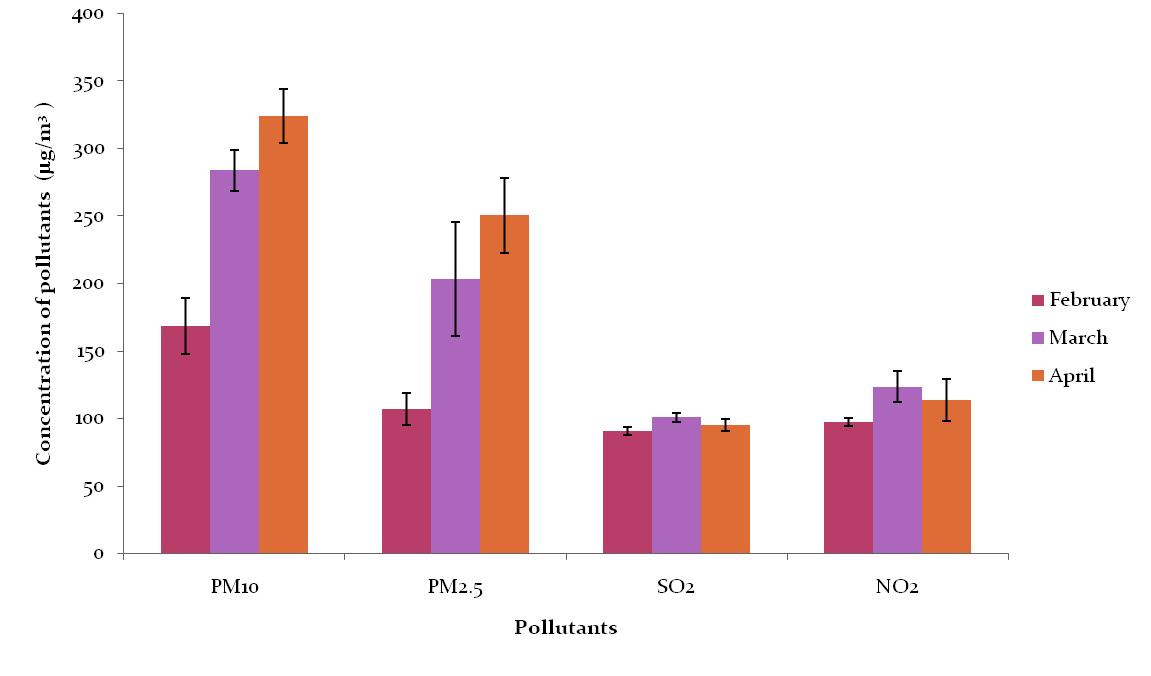 Concentration of pollutants (µg/m³ )
400
350
300
250
200
150
100
50
0
PM10
PM2.5
SO2
NO2
Pollutants
February
March
April